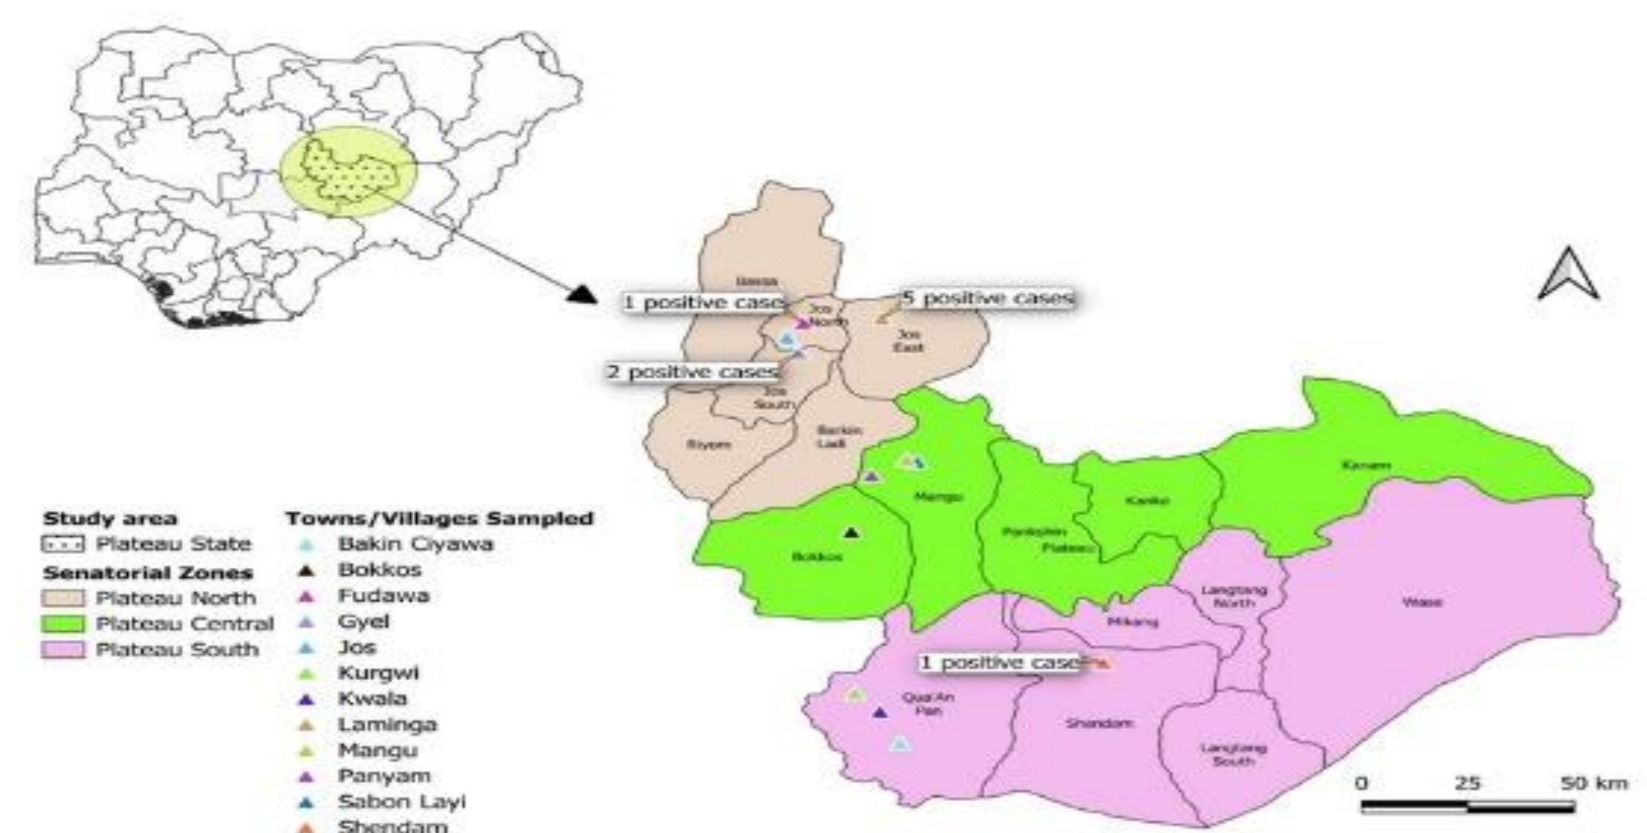 Bassa
1 positive case
5 positive cases
Jos
North
Jos
East
2 positive cases
Jos
South
Barkin
Ladi
Riyom
Kanam
Mangu
Kanke
Pankshin
Plateau
Bokkos
Langtang
North
Wase
Mikang
1 positive case
Qua'An
Pan
Shendam
Langtang
South
Study area
Plateau State
Senatorial Zones
Plateau North
Plateau Central
Plateau South
Towns/Villages Sampled
Bakin Ciyawa
Bokkos
Fudawa
Gyel
Jos
Kurgwi
Kwala
Laminga
Mangu
Panyam
Sabon Layi
Shendam
0 25 50 km